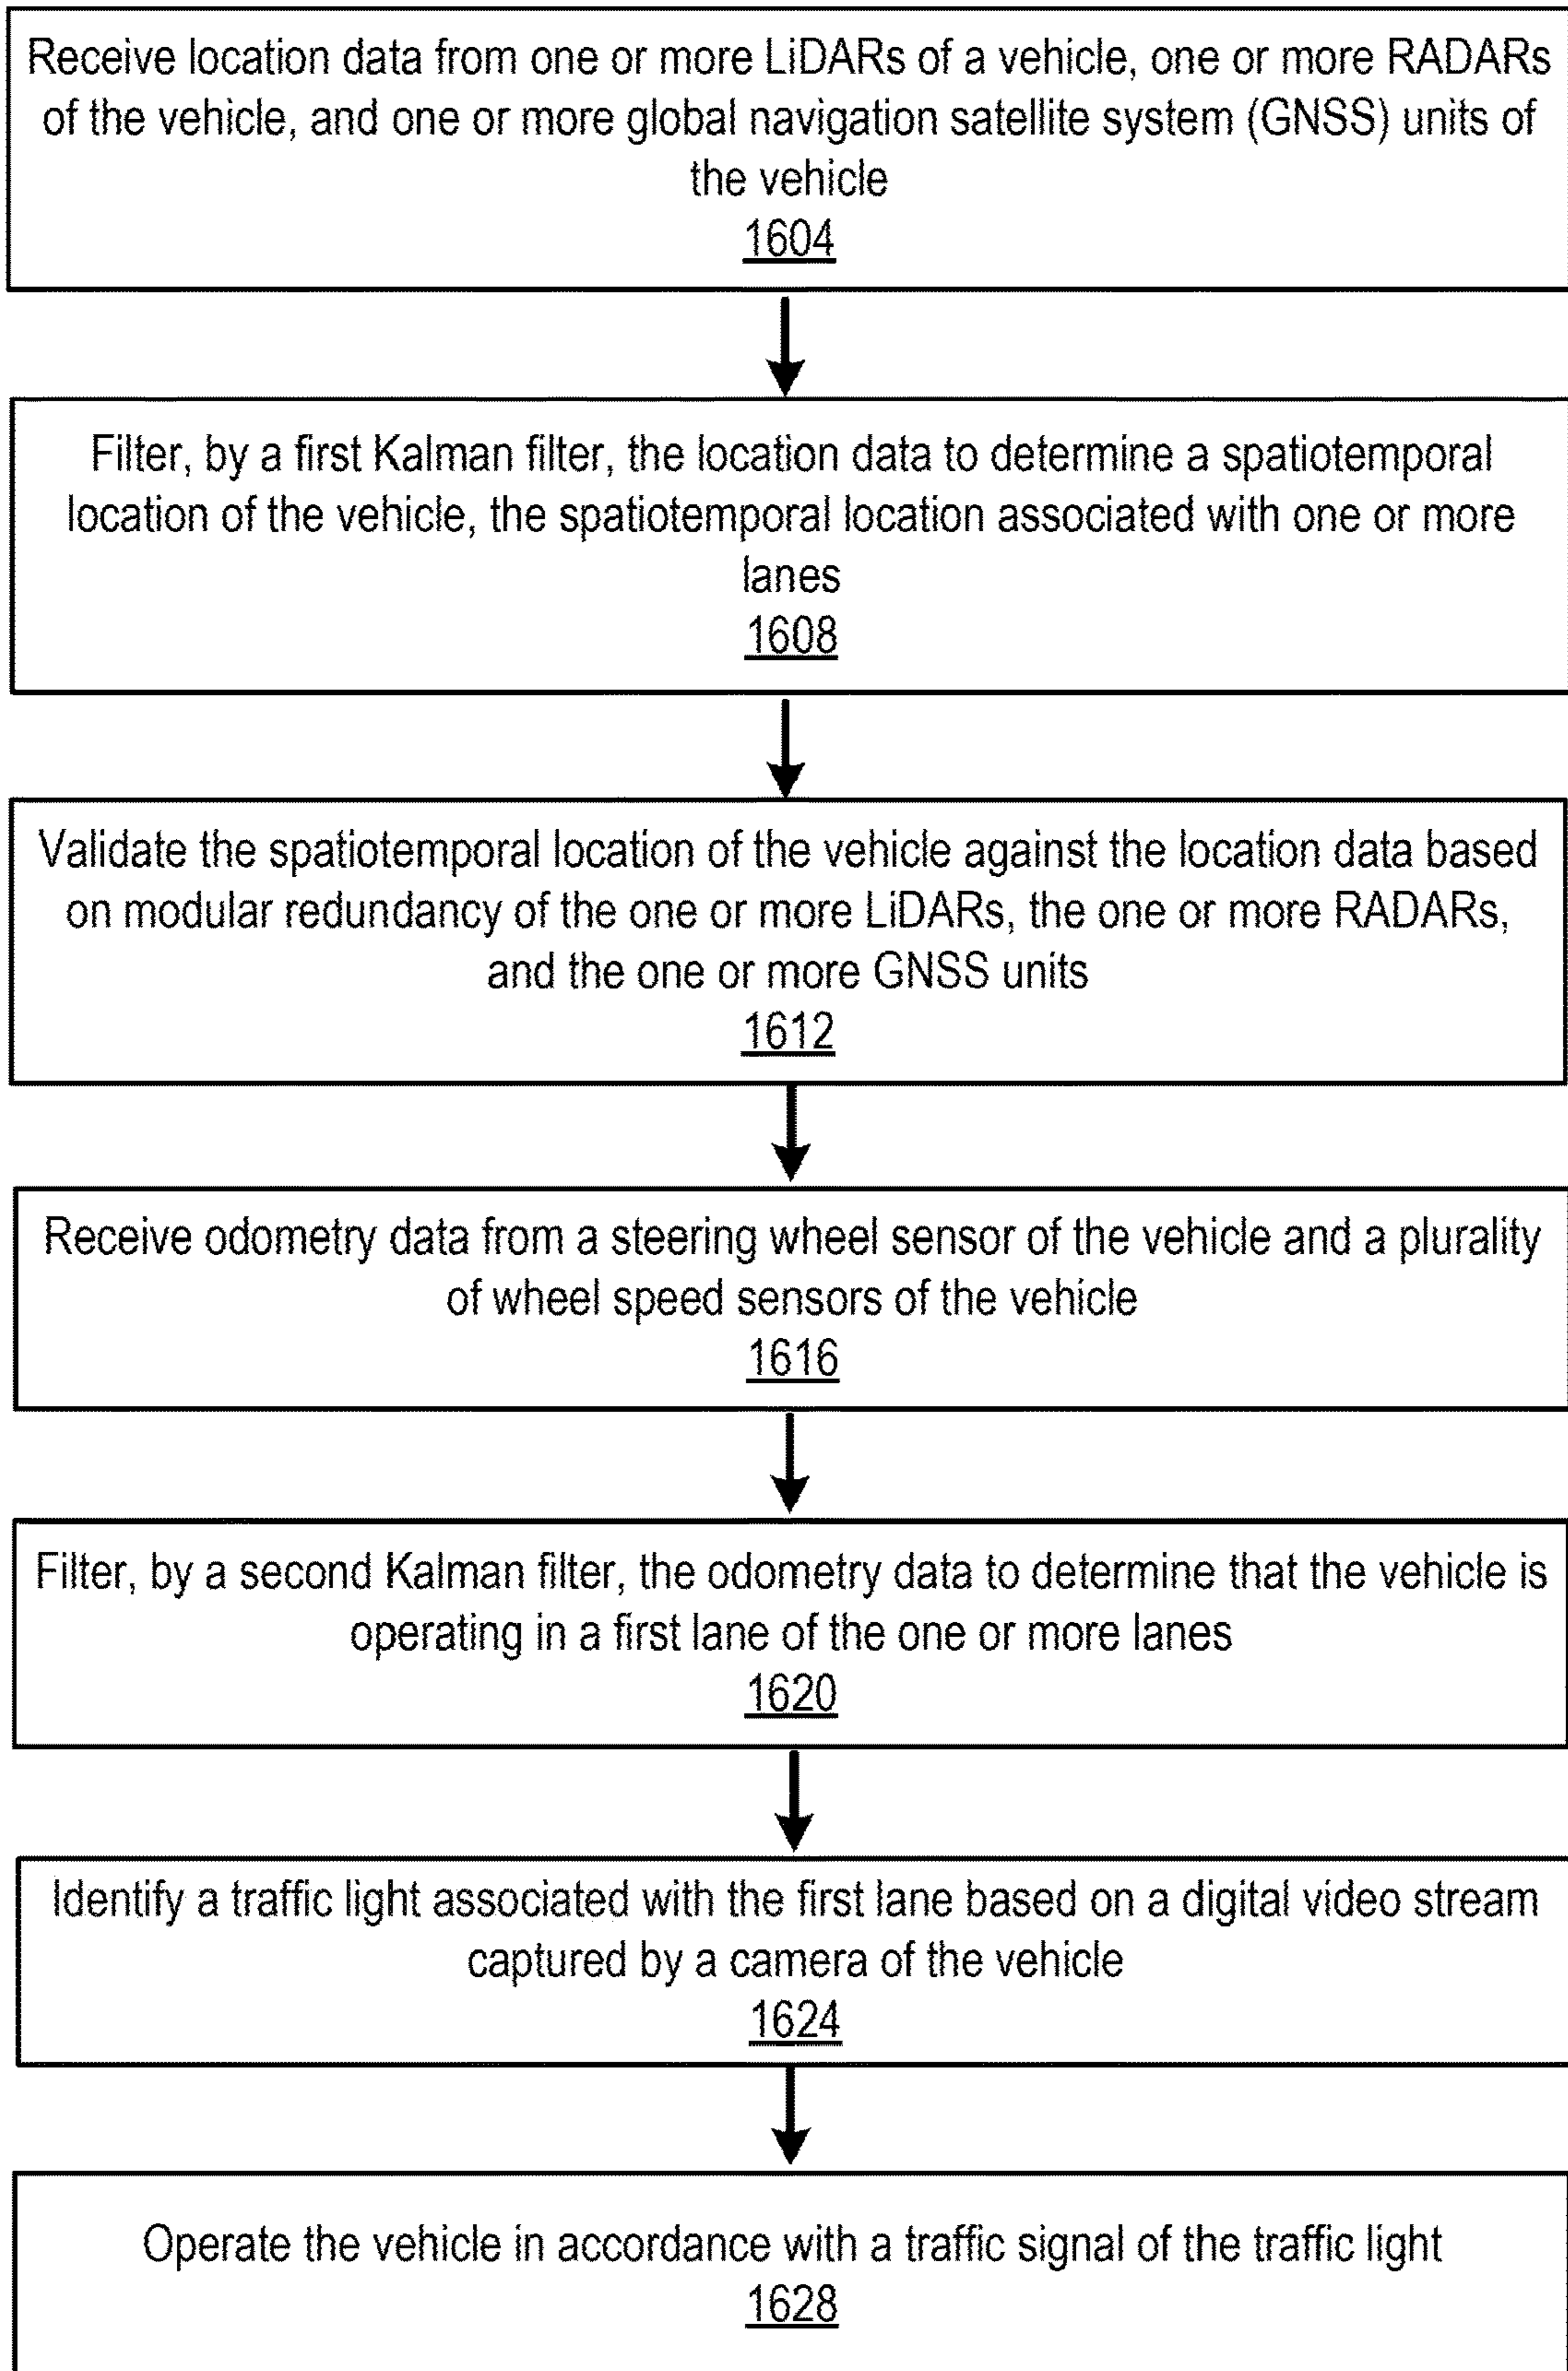 Receive location data from one or more LiDARs of a vehicle, one or more RADARs
of the vehicle, and one or more global navigation satellite system (GNSS) units of
the vehicle
1604
Filter, by a first Kalman filter, the location data to determine a spatiotemporal
location of the vehicle, the spatiotemporal location associated with one or more
lanes
1608
Validate the spatiotemporal location of the vehicle against the location data based
on modular redundancy of the one or more LiDARs, the one or more RADARs,
and the one or more GNSS units
1612
Receive odometry data from a steering wheel sensor of the vehicle and a plurality
of wheel speed sensors of the vehicle
1616
Filter, by a second Kalman filter, the odometry data to determine that the vehicle is
operating in a first lane of the one or more lanes
1620
Identify a traffic light associated with the first lane based on a digital video stream
captured by a camera of the vehicle
1624
Operate the vehicle in accordance with a traffic signal of the traffic light
1628